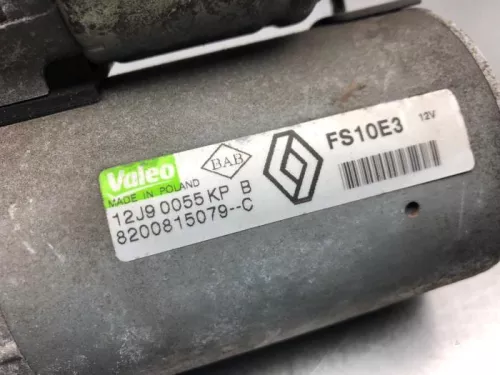 Valeo
MADE IN POLAND
BAB
FS10E3
12V
12J9 0055 KP B
8200815079--C